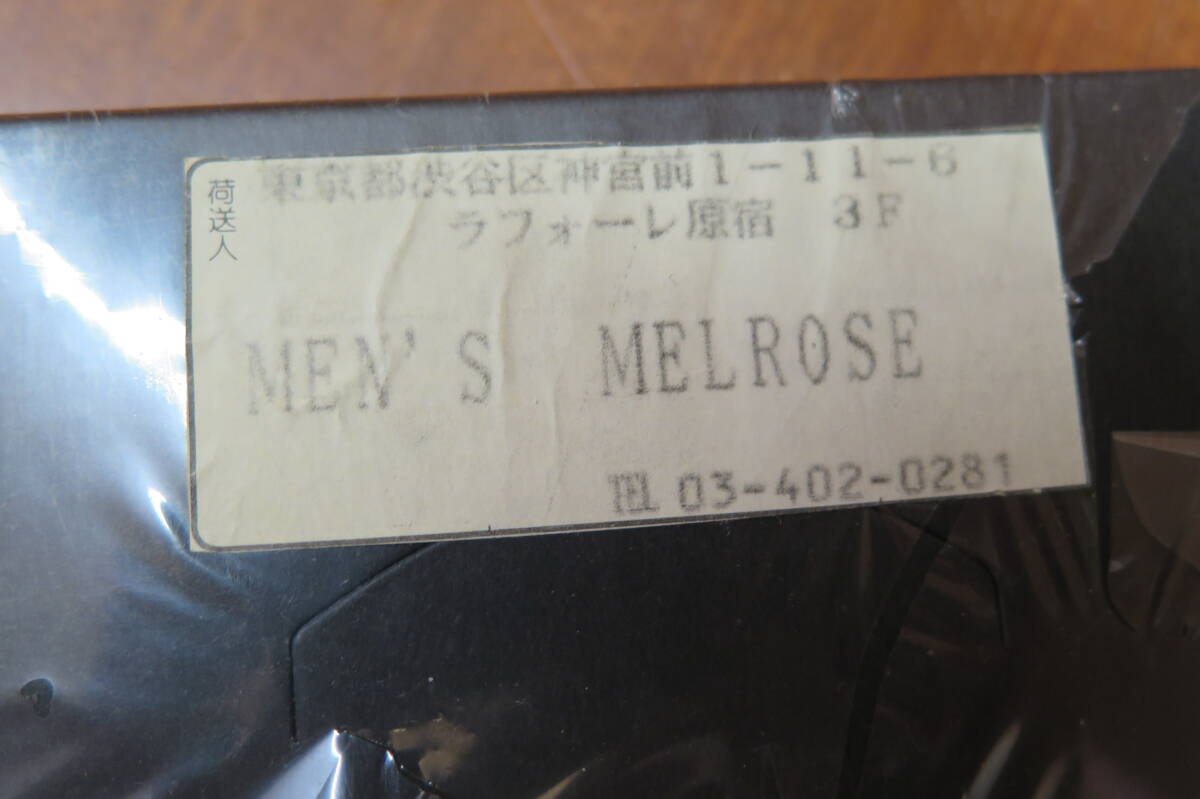 荷送人
東京都渋谷区神宮前1-11-6
ラフォーレ原宿 3F
MEN'S MELROSE
TEL 03-402-0281